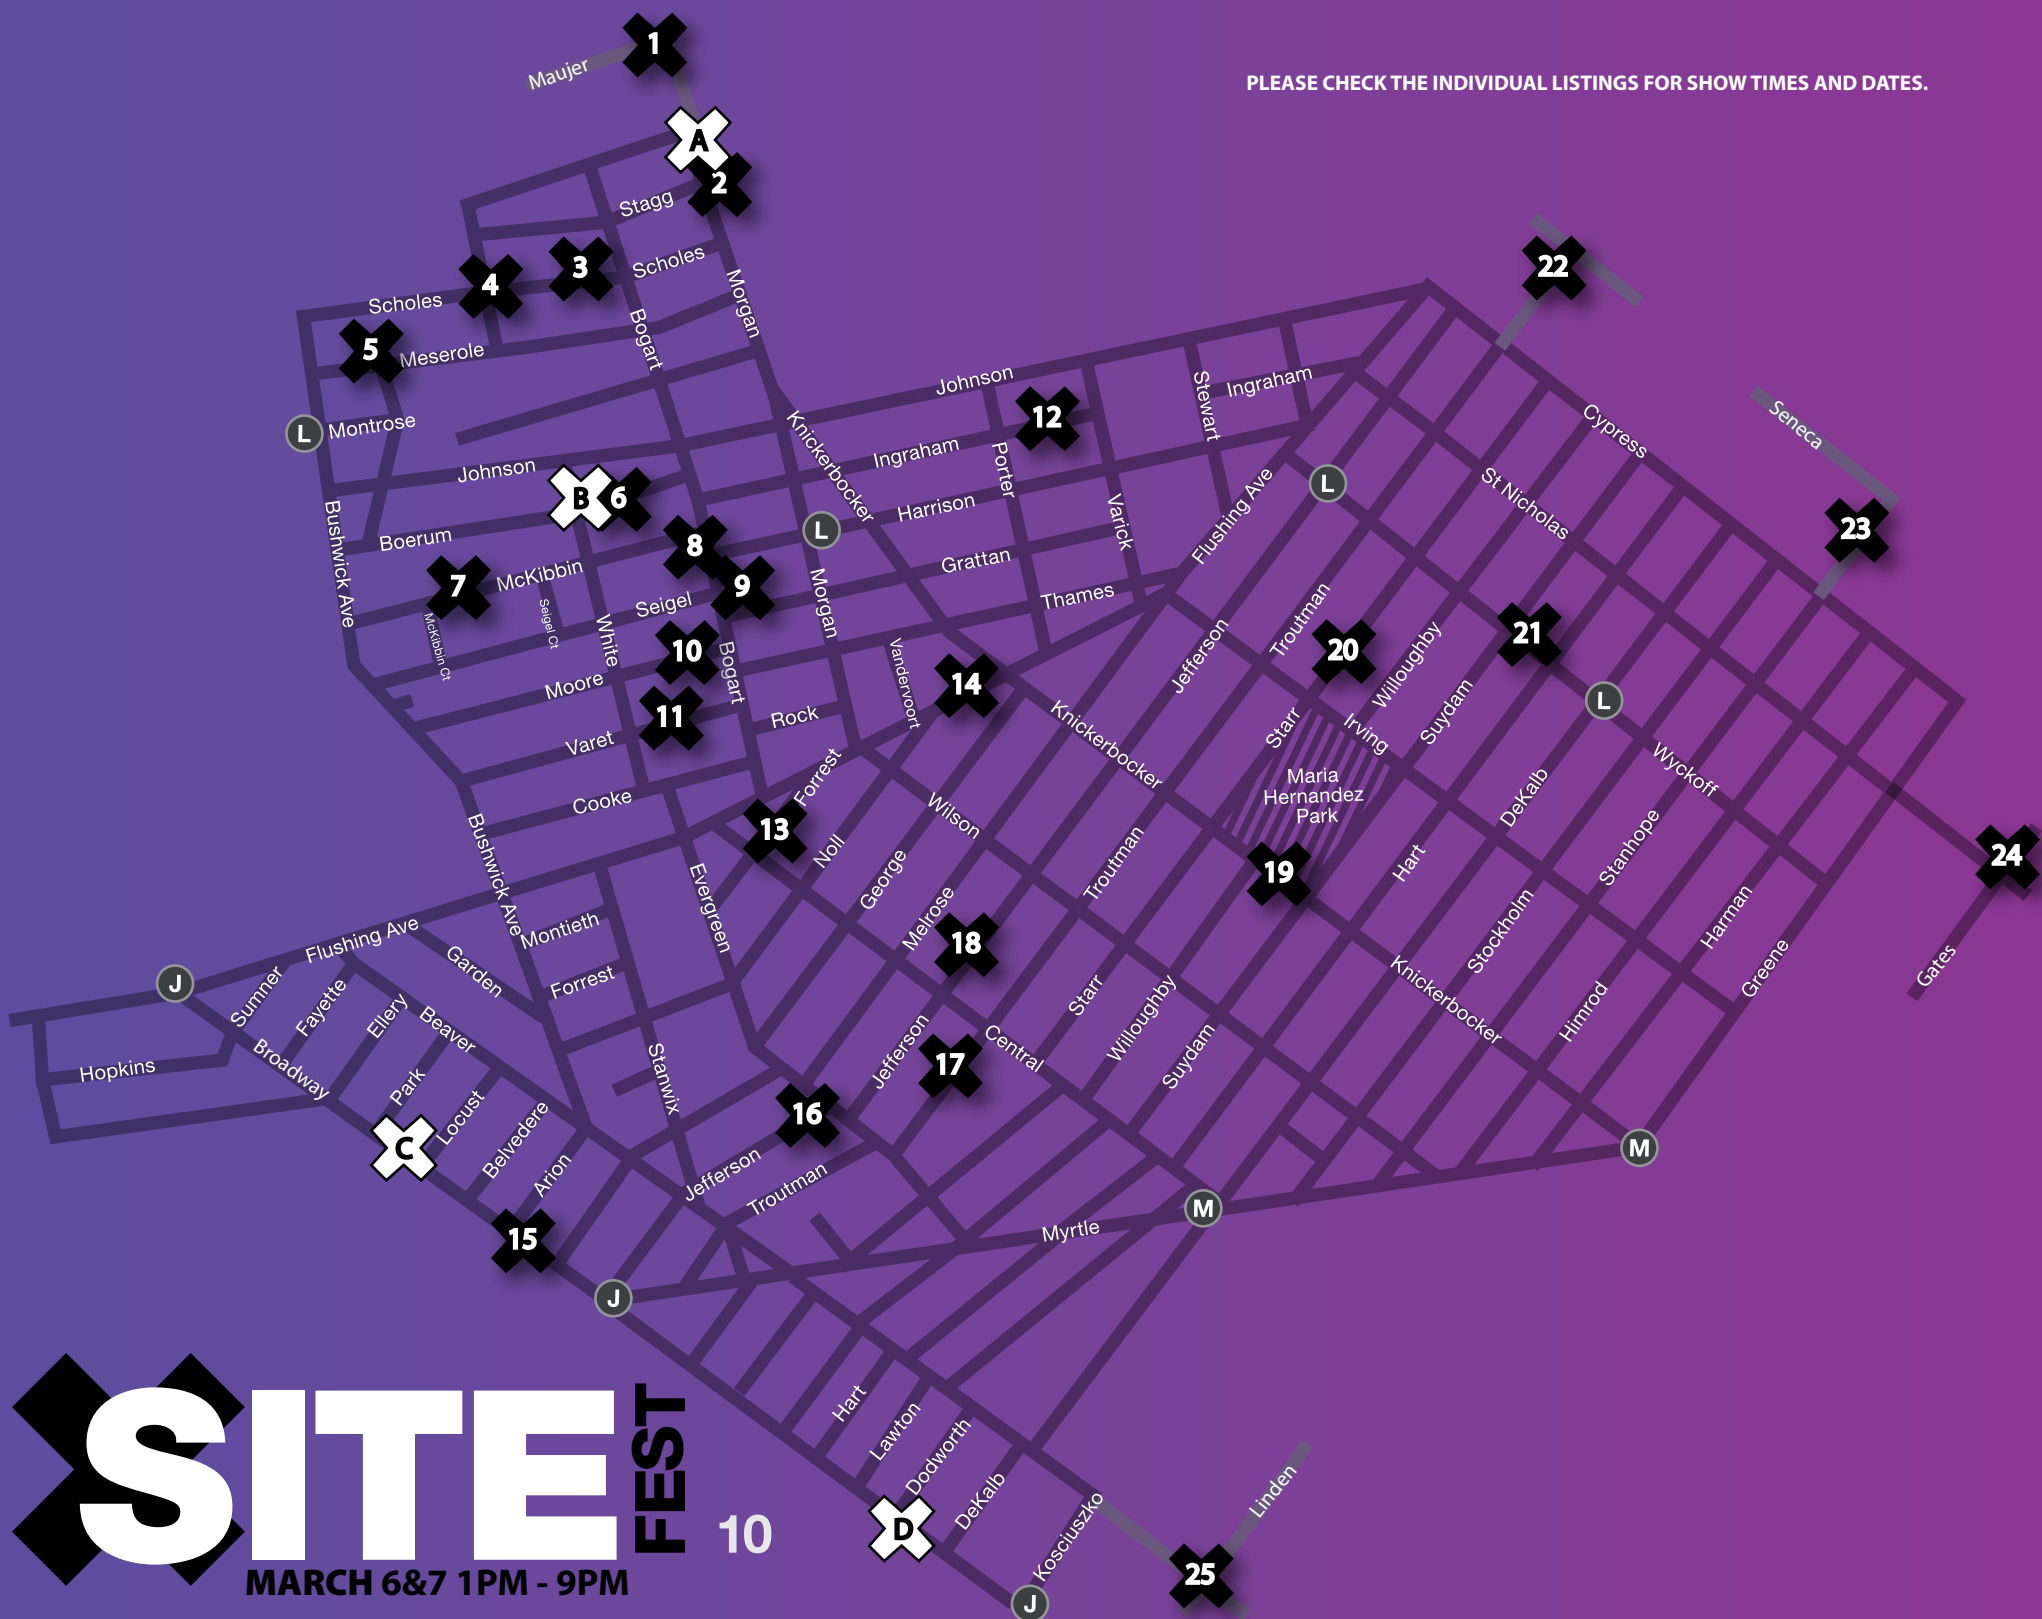 1
Maujer
PLEASE CHECK THE INDIVIDUAL LISTINGS FOR SHOW TIMES AND DATES.
A
2
Stagg
3
Scholes
4
Scholes
22
Morgan
Bogart
5
Meserole
Johnson
Stewart
Ingraham
12
Seneca
Cypress
L
Montrose
Knickerbocker
Ingraham
Porter
Johnson
B
6
L
St Nicholas
Harrison
Varick
Flushing Ave
23
L
Bushwick Ave
Boerum
8
Grattan
7
McKibbin
9
Morgan
Thames
Seigel
Seigel Ct
McKibbin Ct
White
10
Bogart
Vandervoort
14
Jefferson
Troutman
20
Willoughby
21
Moore
11
Rock
Suydam
L
Varet
Knickerbocker
Starr
Irving
Forrest
Maria
Hernandez
Park
Wyckoff
Cooke
13
Wilson
DeKalb
Bushwick Ave
Noll
George
Troutman
19
Hart
Stanhope
24
Evergreen
Melrose
18
Stockholm
Harman
Montieth
Flushing Ave
Garden
Forrest
J
Sumner
Fayette
Ellery
Beaver
Starr
Willoughby
Knickerbocker
Himrod
Greene
Gates
Hopkins
Broadway
Park
Locust
Stanwix
Jefferson
17
Central
Suydam
16
C
Belvedere
Arion
Jefferson
Troutman
M
15
Myrtle
M
J
Hart
Lawton
Dodworth
DeKalb
D
Kosciuszko
Linden
25
J
SITE
FEST
10
MARCH 6&7 1PM - 9PM